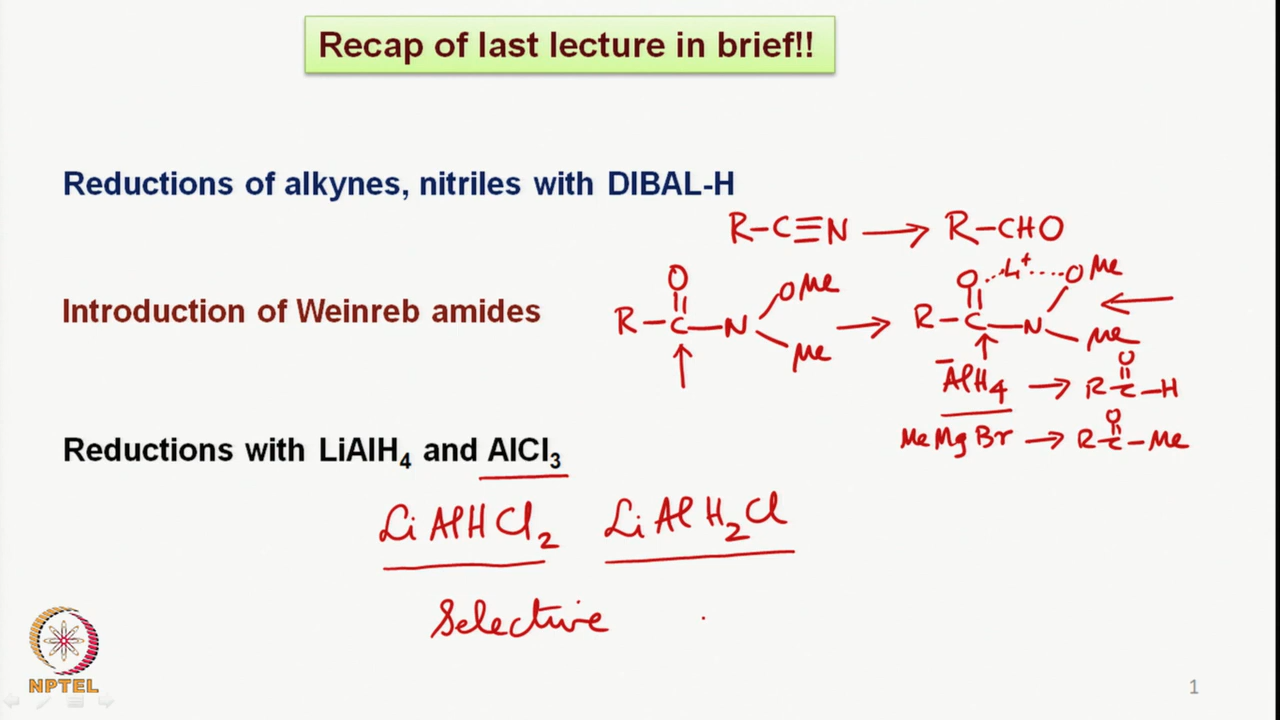 Recap of last lecture in brief!!
Reductions of alkynes, nitriles with DIBAL-H
R-C≡N → R-CHO
Introduction of Weinreb amides
O OMe
R-C-N → 
Me
O...Li⁺....OMe
R-C-N ←
Me
⁻AlH₄ → R-C-H
O
MeMgBr → R-C-Me
O
Reductions with LiAlH₄ and AlCl₃
LiAlHCl₂ LiAlH₂Cl
Selective
NPTEL
1